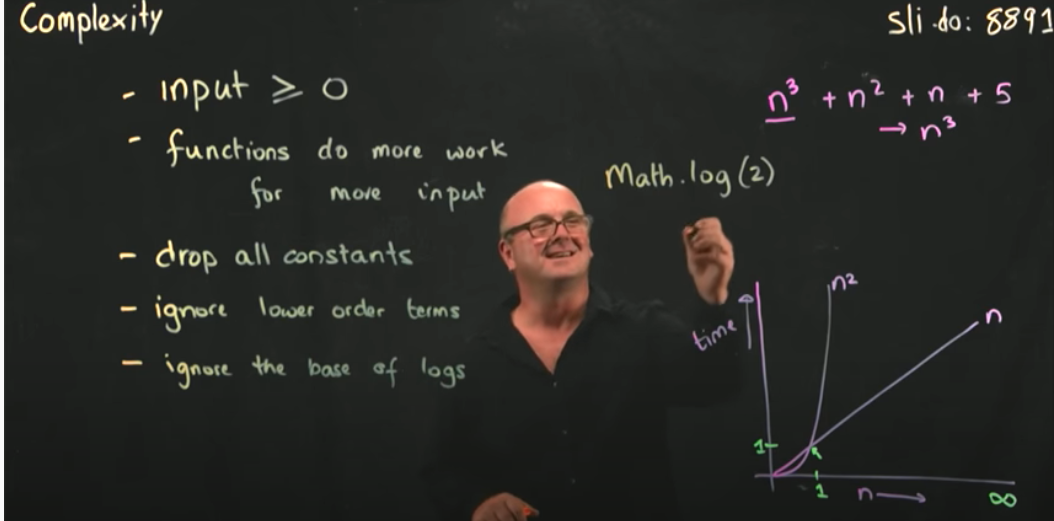 Complexity
sli.do: 8891
- input ≥ 0
- functions do more work
for more input
- drop all constants
- ignore lower order terms
- ignore the base of logs
n³ + n² + n + 5
→ n³
Math.log(2)
n²
n
time
1
1
n →
∞